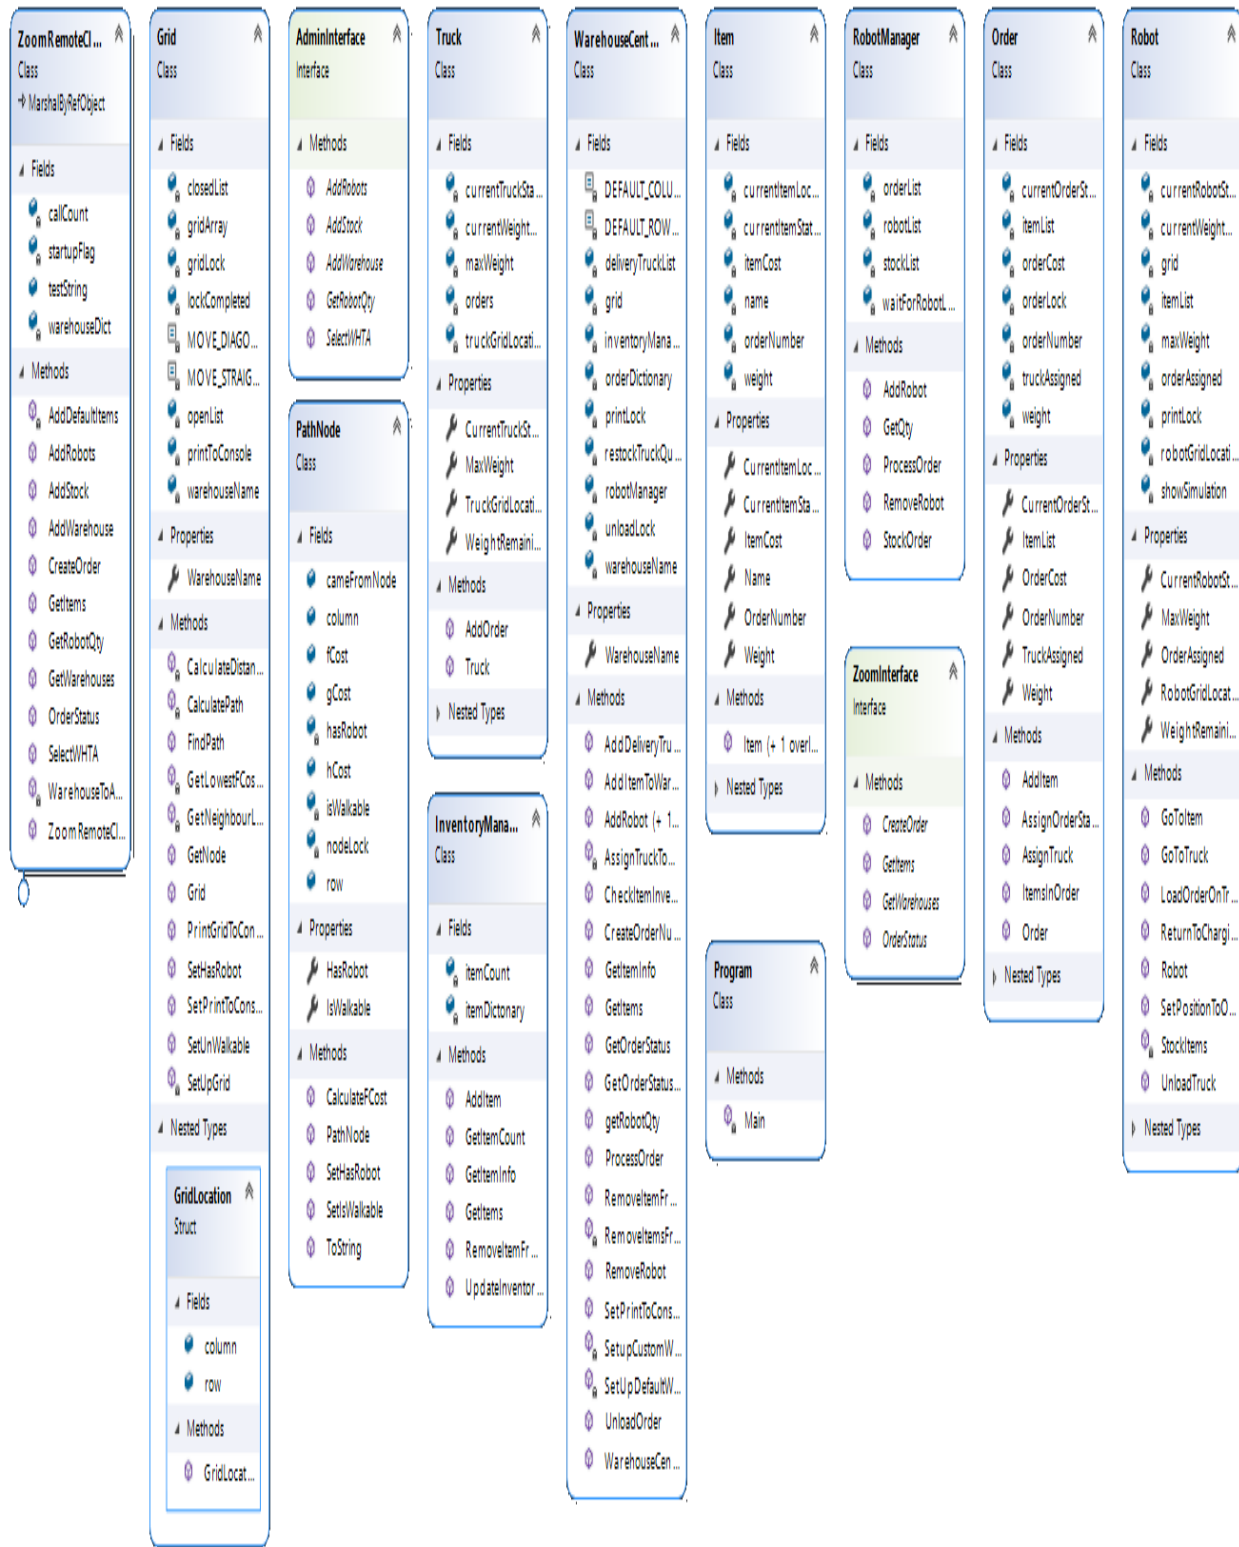 ZoomRemoteCl...
Class
MarshalByRefObject
Fields
callCount
startupFlag
testString
warehouseDict
Methods
AddDefaultItems
AddRobots
AddStock
AddWarehouse
CreateOrder
GetItems
GetRobotQty
GetWarehouses
OrderStatus
SelectWHTA
WarehouseToA...
ZoomRemoteCl...
Grid
Class
Fields
closedList
gridArray
gridLock
lockCompleted
MOVE_DIAGO...
MOVE_STRAIG...
openList
printToConsole
warehouseName
Properties
WarehouseName
Methods
CalculateDistan...
CalculatePath
FindPath
GetLowestFCos...
GetNeighbourL...
GetNode
Grid
PrintGridToCon...
SetHasRobot
SetPrintToCons...
SetUnWalkable
SetUpGrid
Nested Types
GridLocation
Struct
Fields
column
row
Methods
GridLocat...
AdminInterface
Interface
Methods
AddRobots
AddStock
AddWarehouse
GetRobotQty
SelectWHTA
PathNode
Class
Fields
cameFromNode
column
fCost
gCost
hasRobot
hCost
isWalkable
nodeLock
row
Properties
HasRobot
IsWalkable
Methods
CalculateFCost
PathNode
SetHasRobot
SetIsWalkable
ToString
Truck
Class
Fields
currentTruckSta...
currentWeight...
maxWeight
orders
truckGridLocati...
Properties
CurrentTruckSt...
MaxWeight
TruckGridLocati...
WeightRemaini...
Methods
AddOrder
Truck
Nested Types
InventoryMana...
Class
Fields
itemCount
itemDictonary
Methods
AddItem
GetItemCount
GetItemInfo
GetItems
RemoveItemFr...
UpdateInventor...
WarehouseCent...
Class
Fields
DEFAULT_COLU...
DEFAULT_ROW...
deliveryTruckList
grid
inventoryMana...
orderDictionary
printLock
restockTruckQu...
robotManager
unloadLock
warehouseName
Properties
WarehouseName
Methods
AddDeliveryTru...
AddItemToWar...
AddRobot (+ 1...
AssignTruckTo...
CheckItemInve...
CreateOrderNu...
GetItemInfo
GetItems
GetOrderStatus
GetOrderStatus...
getRobotQty
ProcessOrder
RemoveItemFr...
RemoveItemsFr...
RemoveRobot
SetPrintToCons...
SetupCustomW...
SetUpDefaultW...
UnloadOrder
WarehouseCen...
Item
Class
Fields
currentItemLoc...
currentItemStat...
itemCost
name
orderNumber
weight
Properties
CurrentItemLoc...
CurrentItemSta...
ItemCost
Name
OrderNumber
Weight
Methods
Item (+ 1 overl...
Nested Types
Program
Class
Methods
Main
RobotManager
Class
Fields
orderList
robotList
stockList
waitForRobotL...
Methods
AddRobot
GetQty
ProcessOrder
RemoveRobot
StockOrder
ZoomInterface
Interface
Methods
CreateOrder
GetItems
GetWarehouses
OrderStatus
Order
Class
Fields
currentOrderSt...
itemList
orderCost
orderLock
orderNumber
truckAssigned
weight
Properties
CurrentOrderSt...
ItemList
OrderCost
OrderNumber
TruckAssigned
Weight
Methods
AddItem
AssignOrderSta...
AssignTruck
ItemsInOrder
Order
Nested Types
Robot
Class
Fields
currentRobotSt...
currentWeight...
grid
itemList
maxWeight
orderAssigned
printLock
robotGridLocati...
showSimulation
Properties
CurrentRobotSt...
MaxWeight
OrderAssigned
RobotGridLocat...
WeightRemaini...
Methods
GoToItem
GoToTruck
LoadOrderOnTr...
ReturnToChargi...
Robot
SetPositionToO...
StockItems
UnloadTruck
Nested Types